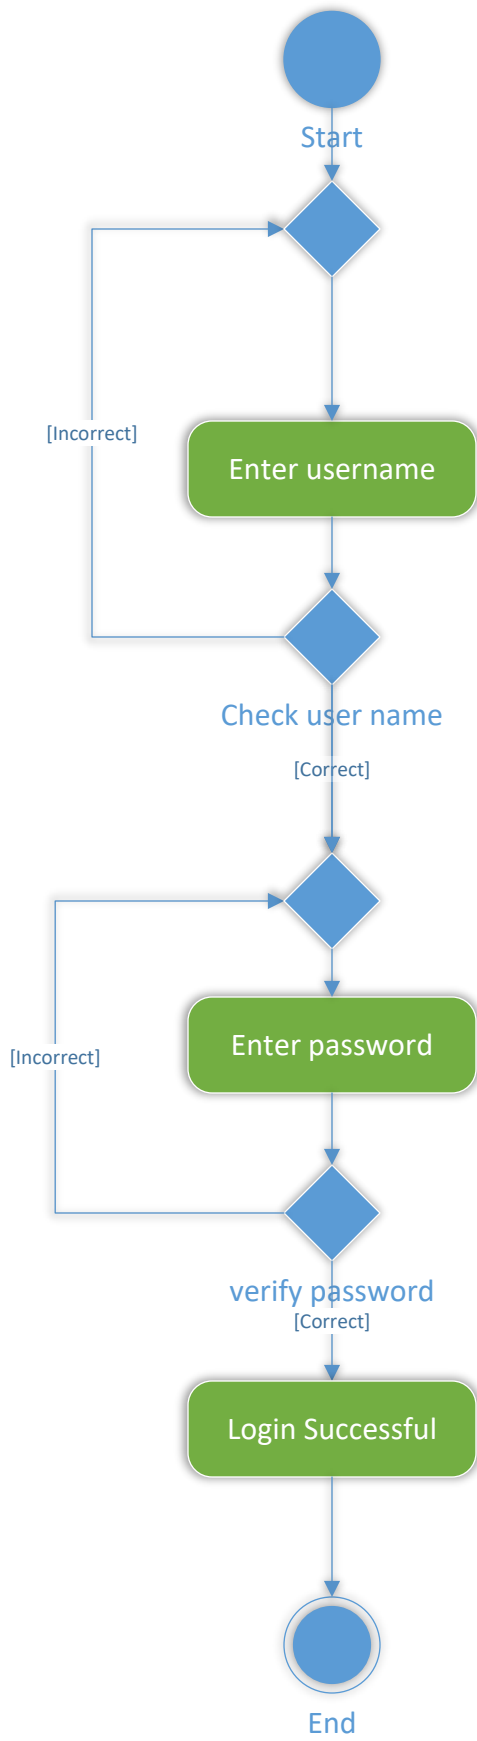 Start
[Incorrect]
Enter username
Check user name
[Correct]
Enter password
[Incorrect]
verify password
[Correct]
Login Successful
End